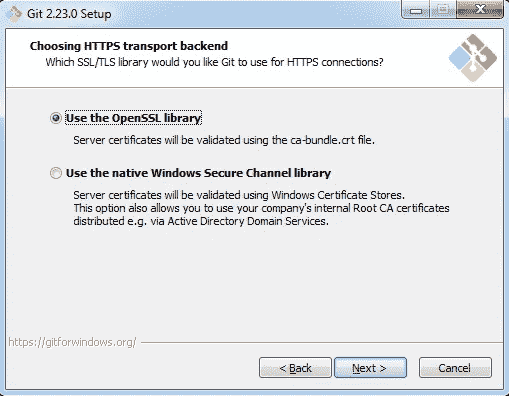 Git 2.23.0 Setup
Choosing HTTPS transport backend
Which SSL/TLS library would you like Git to use for HTTPS connections?
Use the OpenSSL library
Server certificates will be validated using the ca-bundle.crt file.
Use the native Windows Secure Channel library
Server certificates will be validated using Windows Certificate Stores.
This option also allows you to use your company's internal Root CA certificates
distributed e.g. via Active Directory Domain Services.
https://gitforwindows.org/
< Back
Next >
Cancel